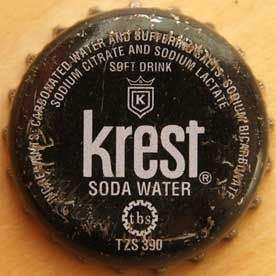 INGREDIENTS: CARBONATED WATER AND BUFFERING SALTS, SODIUM BICARBONATE
SODIUM CITRATE AND SODIUM LACTATE
SOFT DRINK
K
krest®
SODA WATER
tbs
TZS 390